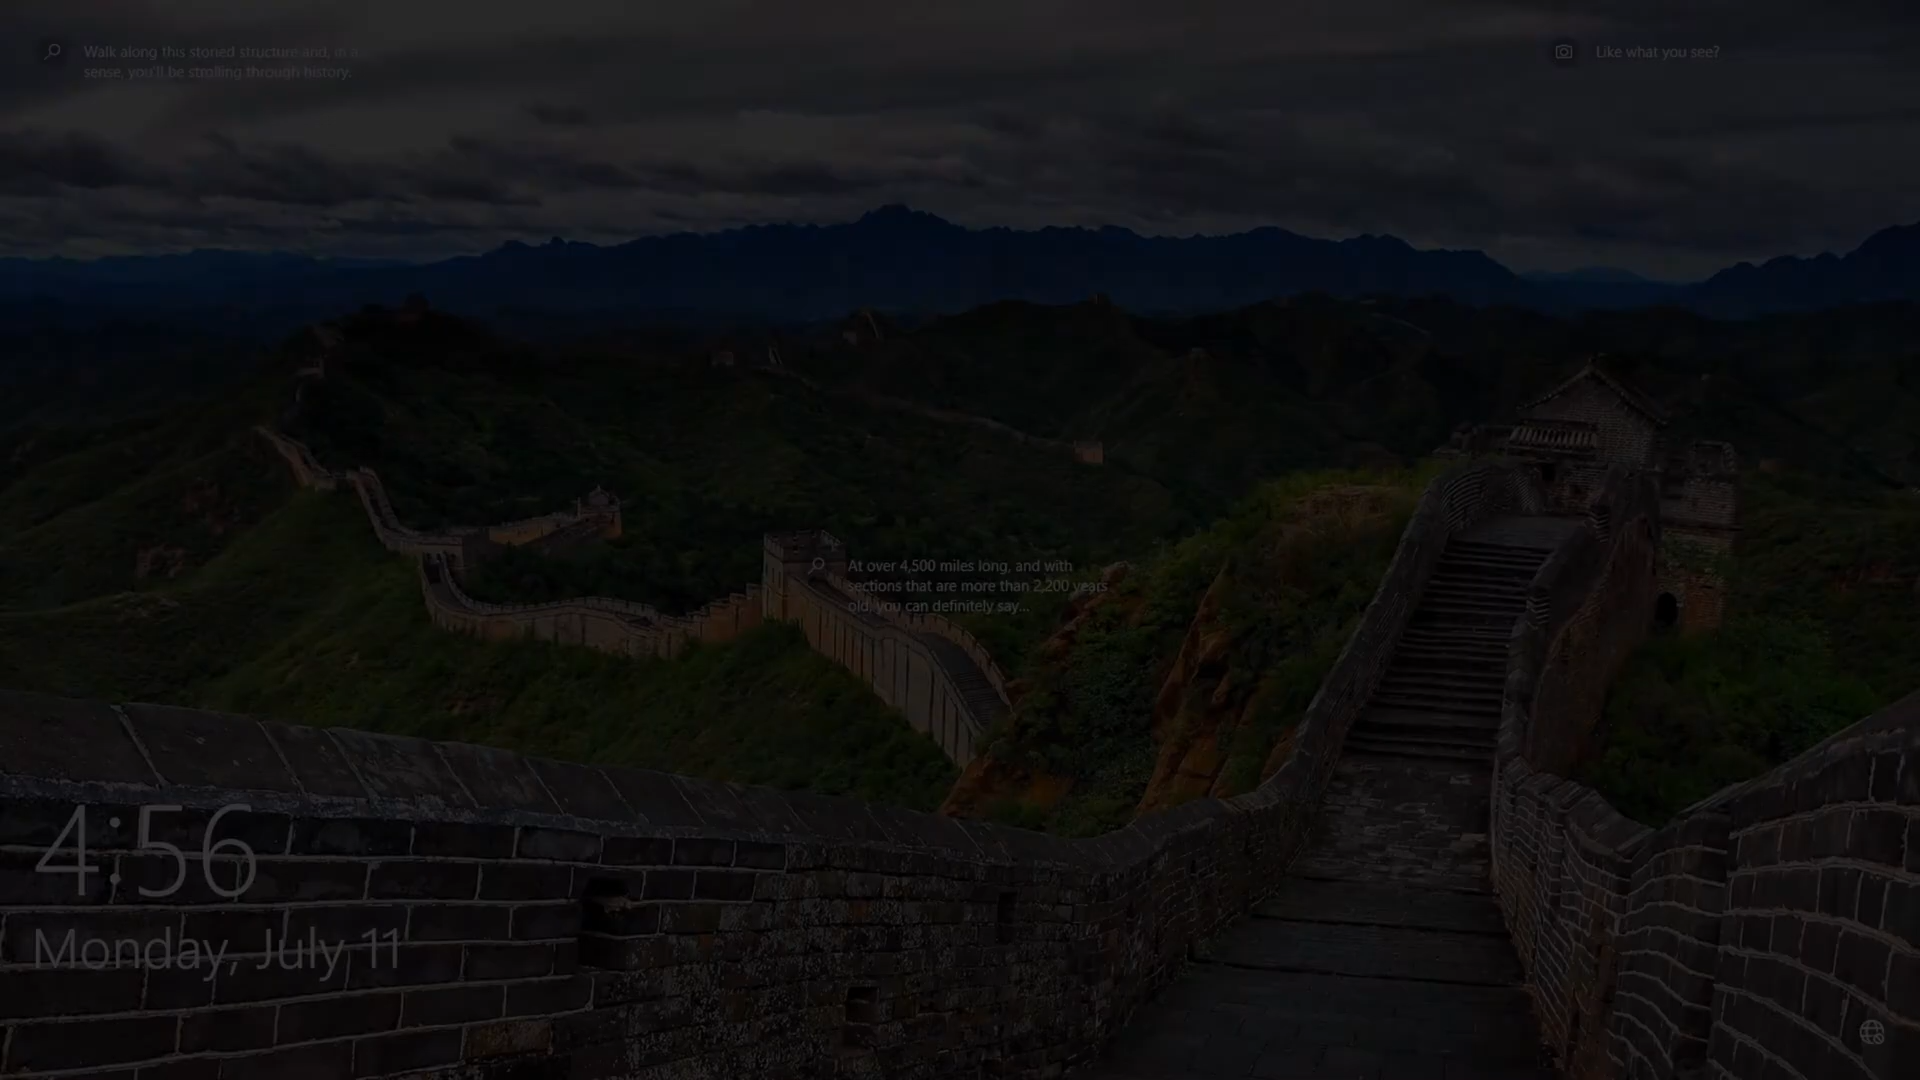 Walk along this storied structure and, in a
sense, you'll be strolling through history.
Like what you see?
At over 4,500 miles long, and with
sections that are more than 2,200 years
old, you can definitely say...
4:56
Monday, July 11